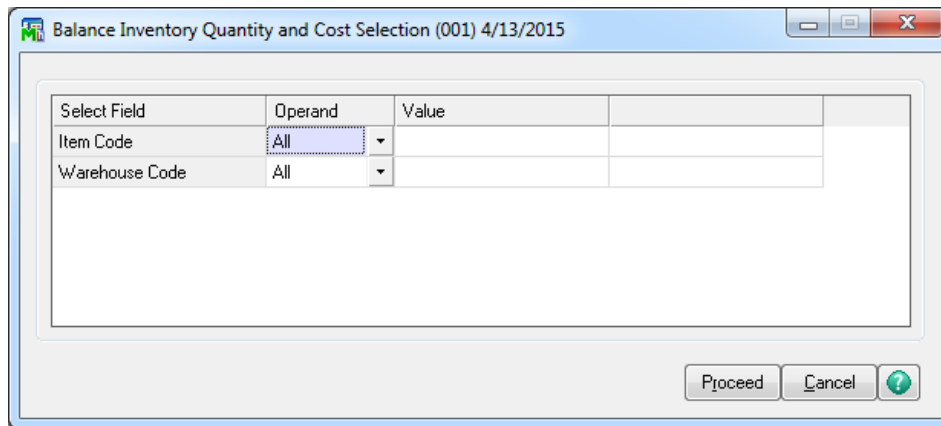 Balance Inventory Quantity and Cost Selection (001) 4/13/2015
Select Field Operand Value
Item Code All
Warehouse Code All
Proceed Cancel ?